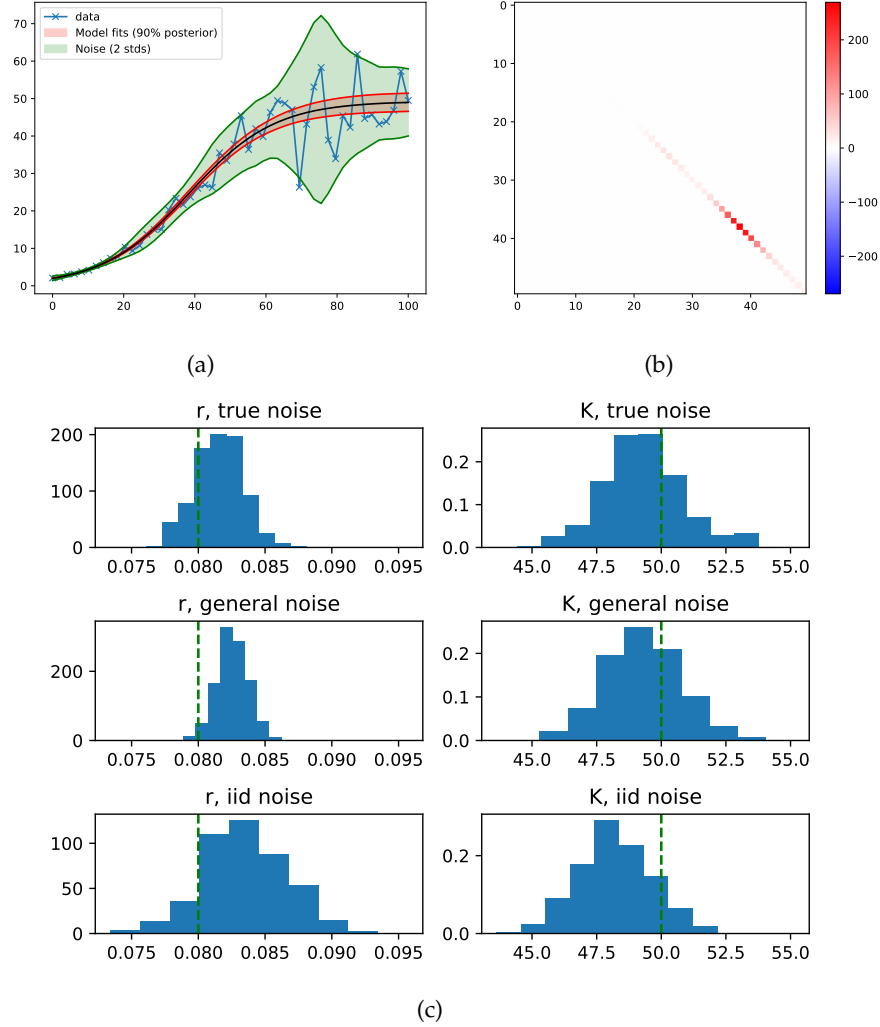 data
Model fits (90% posterior)
Noise (2 stds)
70
60
50
40
30
20
10
0
0 20 40 60 80 100
(a)
0
10
20
30
40
0 10 20 30 40
200
100
0
−100
−200
(b)
r, true noise
200
100
0
0.075 0.080 0.085 0.090 0.095
K, true noise
0.2
0.1
0.0
45.0 47.5 50.0 52.5 55.0
r, general noise
200
0
0.075 0.080 0.085 0.090 0.095
K, general noise
0.2
0.1
0.0
45.0 47.5 50.0 52.5 55.0
r, iid noise
100
50
0
0.075 0.080 0.085 0.090 0.095
K, iid noise
0.2
0.0
45.0 47.5 50.0 52.5 55.0
(c)